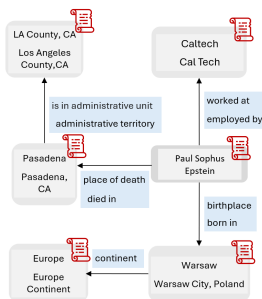 LA County, CA
Los Angeles
County,CA
Caltech
Cal Tech
is in administrative unit
administrative territory
worked at
employed by
Pasadena
Pasadena,
CA
place of death
died in
Paul Sophus
Epstein
birthplace
born in
Europe
Europe
Continent
continent
Warsaw
Warsaw City, Poland